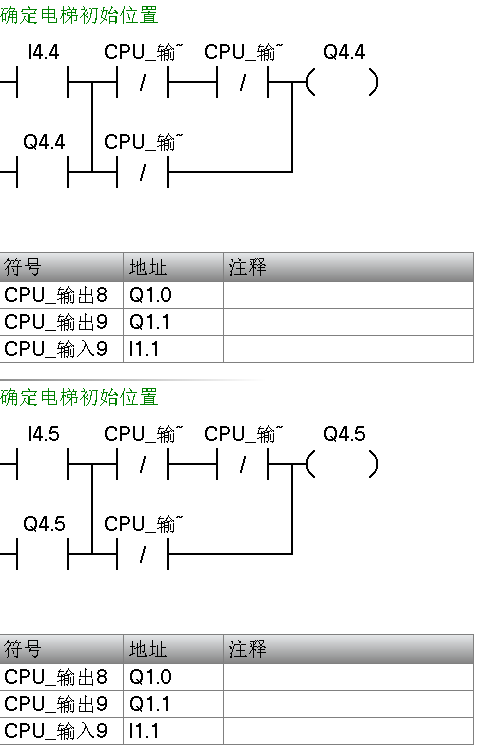 确定电梯初始位置
I4.4 CPU_输~ CPU_输~ Q4.4
/ /
Q4.4 CPU_输~
/
符号 地址 注释
CPU_输出8 Q1.0
CPU_输出9 Q1.1
CPU_输入9 I1.1
确定电梯初始位置
I4.5 CPU_输~ CPU_输~ Q4.5
/ /
Q4.5 CPU_输~
/
符号 地址 注释
CPU_输出8 Q1.0
CPU_输出9 Q1.1
CPU_输入9 I1.1